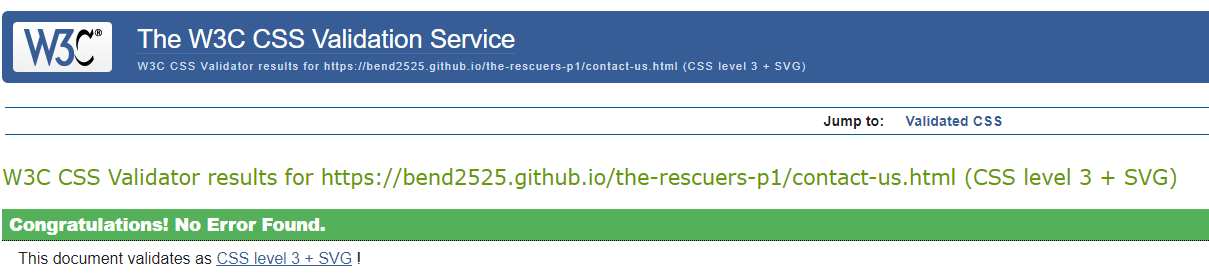 W3C® The W3C CSS Validation Service
W3C CSS Validator results for https://bend2525.github.io/the-rescuers-p1/contact-us.html (CSS level 3 + SVG)
Jump to: Validated CSS
W3C CSS Validator results for https://bend2525.github.io/the-rescuers-p1/contact-us.html (CSS level 3 + SVG)
Congratulations! No Error Found.
This document validates as CSS level 3 + SVG !